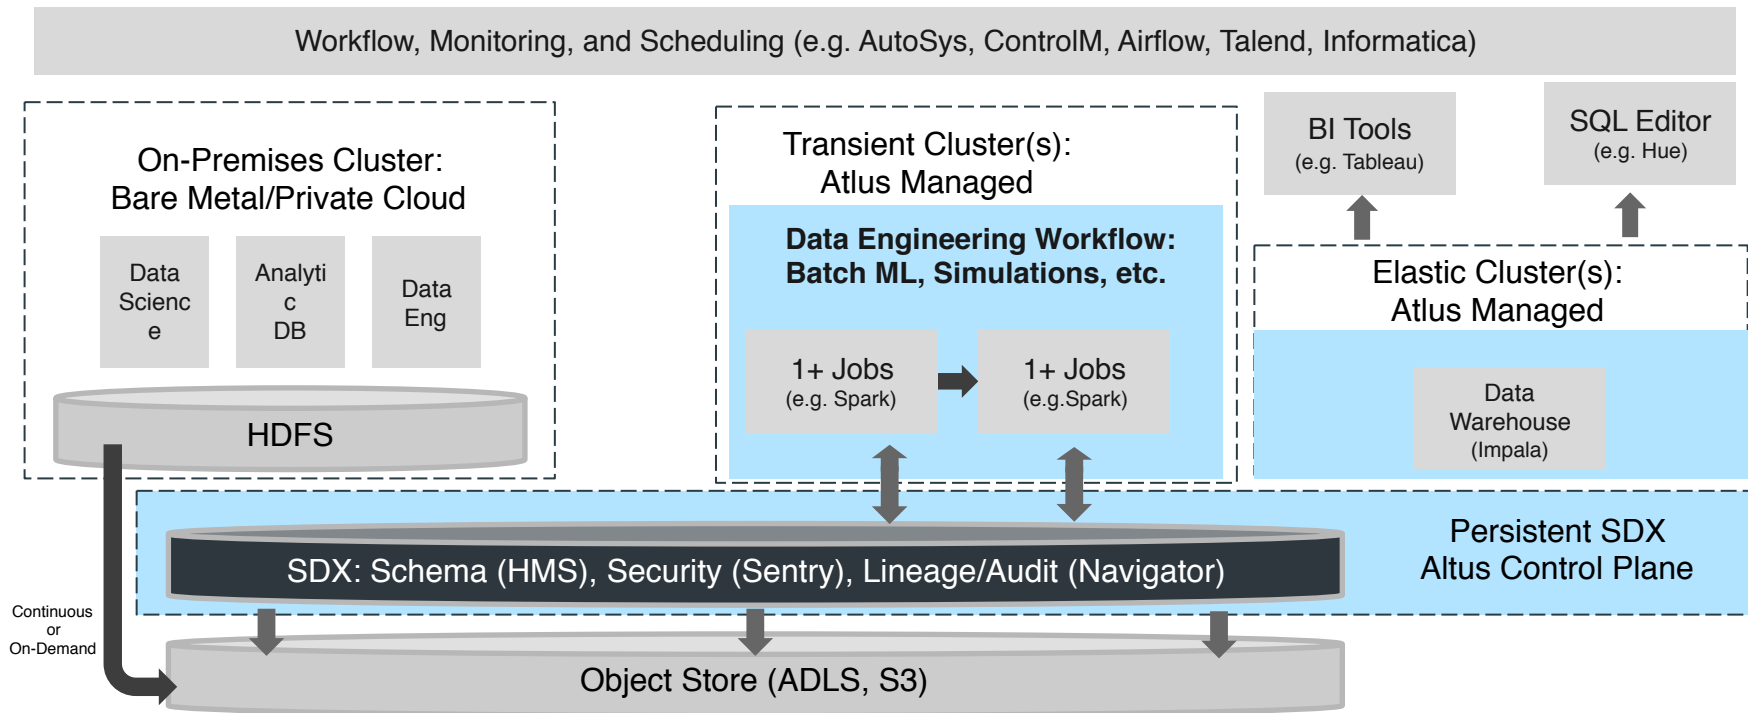 Workflow, Monitoring, and Scheduling (e.g. AutoSys, ControlM, Airflow, Talend, Informatica)
On-Premises Cluster:
Bare Metal/Private Cloud
Data
Scienc
e
Analyti
c
DB
Data
Eng
HDFS
Transient Cluster(s):
Atlus Managed
Data Engineering Workflow:
Batch ML, Simulations, etc.
1+ Jobs
(e.g. Spark)
1+ Jobs
(e.g.Spark)
BI Tools
(e.g. Tableau)
SQL Editor
(e.g. Hue)
Elastic Cluster(s):
Atlus Managed
Data
Warehouse
(Impala)
SDX: Schema (HMS), Security (Sentry), Lineage/Audit (Navigator)
Persistent SDX
Altus Control Plane
Continuous
or
On-Demand
Object Store (ADLS, S3)